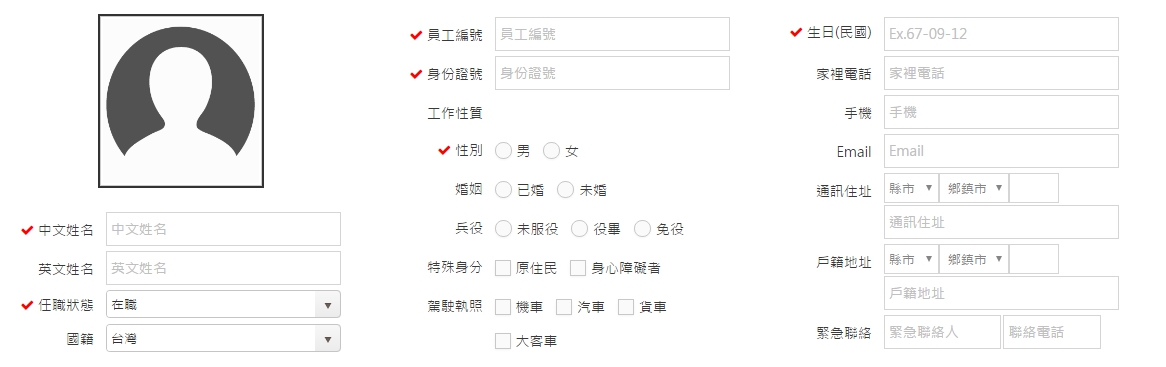 中文姓名 中文姓名
英文姓名 英文姓名
任職狀態 在職
國籍 台灣
員工編號 員工編號
身份證號 身份證號
工作性質
性別 男 女
婚姻 已婚 未婚
兵役 未服役 役畢 免役
特殊身分 原住民 身心障礙者
駕駛執照 機車 汽車 貨車
大客車
生日(民國) Ex.67-09-12
家裡電話 家裡電話
手機 手機
Email Email
通訊住址 縣市 鄉鎮市
通訊住址
戶籍地址 縣市 鄉鎮市
戶籍地址
緊急聯絡 緊急聯絡人 聯絡電話